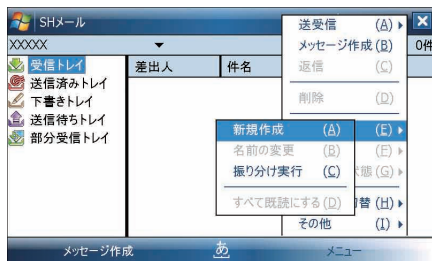 SHメール
XXXXX
0件
受信トレイ
送信済みトレイ
下書きトレイ
送信待ちトレイ
部分受信トレイ
差出人 件名
送受信 (A)
メッセージ作成 (B)
返信 (C)
削除 (D)
(E)
(F)
状態 (G)
替 (H)
その他 (I)
新規作成 (A)
名前の変更 (B)
振り分け実行 (C)
すべて既読にする (D)
メッセージ作成 あ メニュー